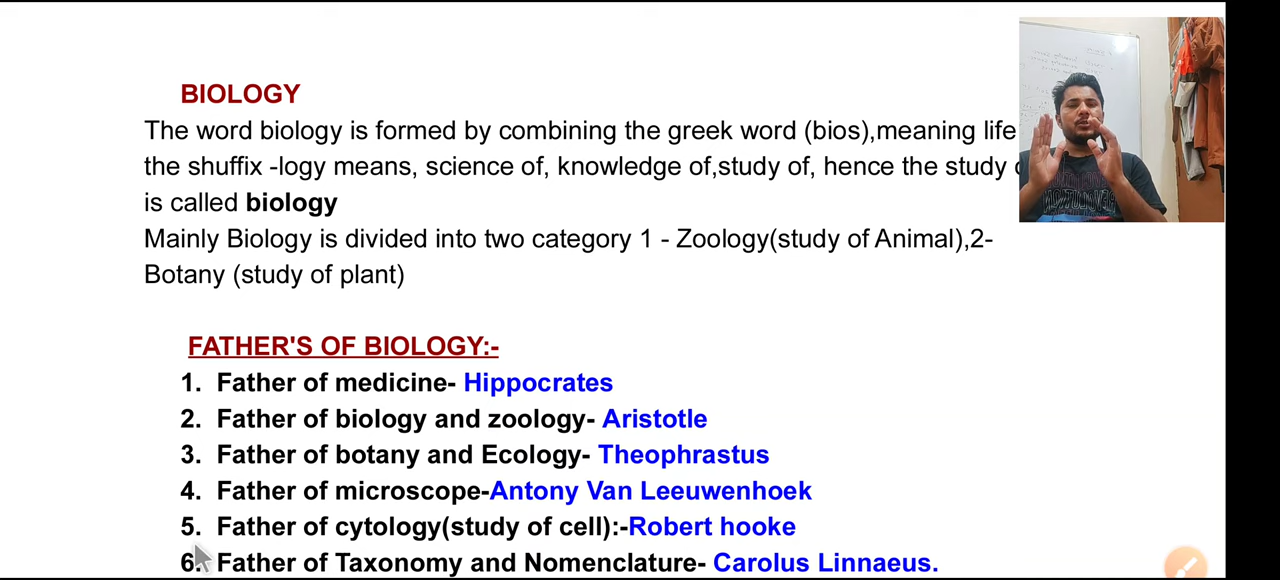 BIOLOGY
The word biology is formed by combining the greek word (bios),meaning life
the shuffix -logy means, science of, knowledge of,study of, hence the study
is called biology
Mainly Biology is divided into two category 1 - Zoology(study of Animal),2-
Botany (study of plant)
FATHER'S OF BIOLOGY:-
1. Father of medicine- Hippocrates
2. Father of biology and zoology- Aristotle
3. Father of botany and Ecology- Theophrastus
4. Father of microscope-Antony Van Leeuwenhoek
5. Father of cytology(study of cell):-Robert hooke
6. Father of Taxonomy and Nomenclature- Carolus Linnaeus.